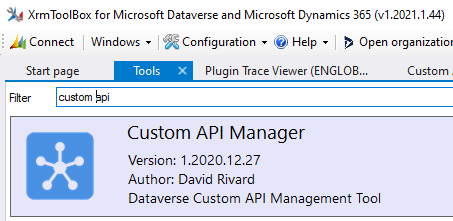 XrmToolBox for Microsoft Dataverse and Microsoft Dynamics 365 (v1.2021.1.44)
Connect Windows Configuration Help Open organization
Start page Tools Plugin Trace Viewer (ENGLOB... Custom A
Filter custom api
Custom API Manager
Version: 1.2020.12.27
Author: David Rivard
Dataverse Custom API Management Tool